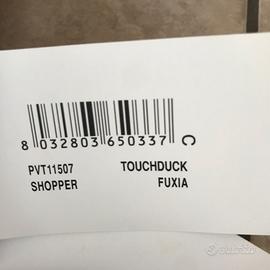 8 032803 650337 C
PVT11507 TOUCHDUCK
SHOPPER FUXIA